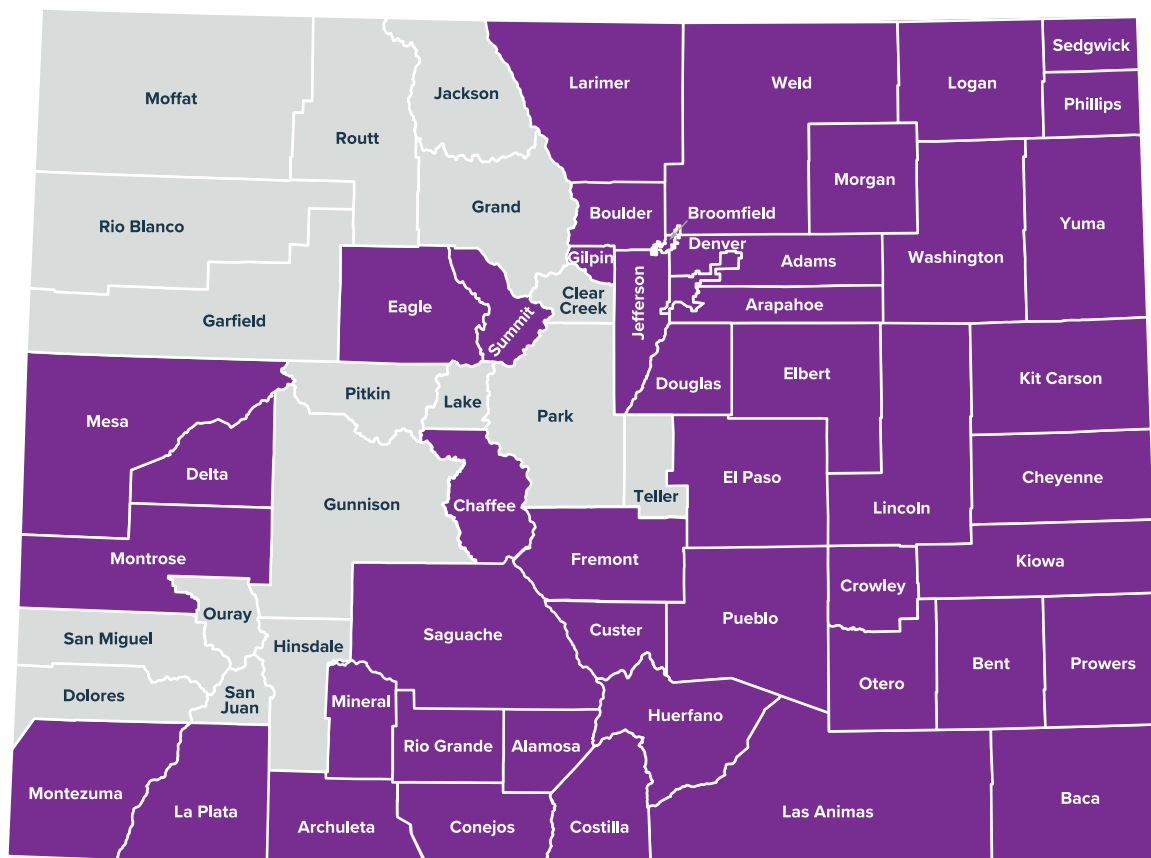 Sedgwick
Larimer
Weld
Logan
Moffat
Jackson
Phillips
Routt
Morgan
Grand
Boulder
Broomfield
Yuma
Rio Blanco
Denver
Gilpin
Adams
Washington
Clear
Creek
Jefferson
Eagle
Arapahoe
Garfield
Summit
Elbert
Kit Carson
Douglas
Pitkin
Lake
Park
Mesa
Delta
El Paso
Cheyenne
Gunnison
Chaffee
Teller
Lincoln
Montrose
Fremont
Kiowa
Crowley
Ouray
Pueblo
San Miguel
Hinsdale
Saguache
Custer
Bent
Prowers
Otero
Dolores
San
Juan
Mineral
Huerfano
Rio Grande
Alamosa
Montezuma
La Plata
Baca
Las Animas
Archuleta
Conejos
Costilla